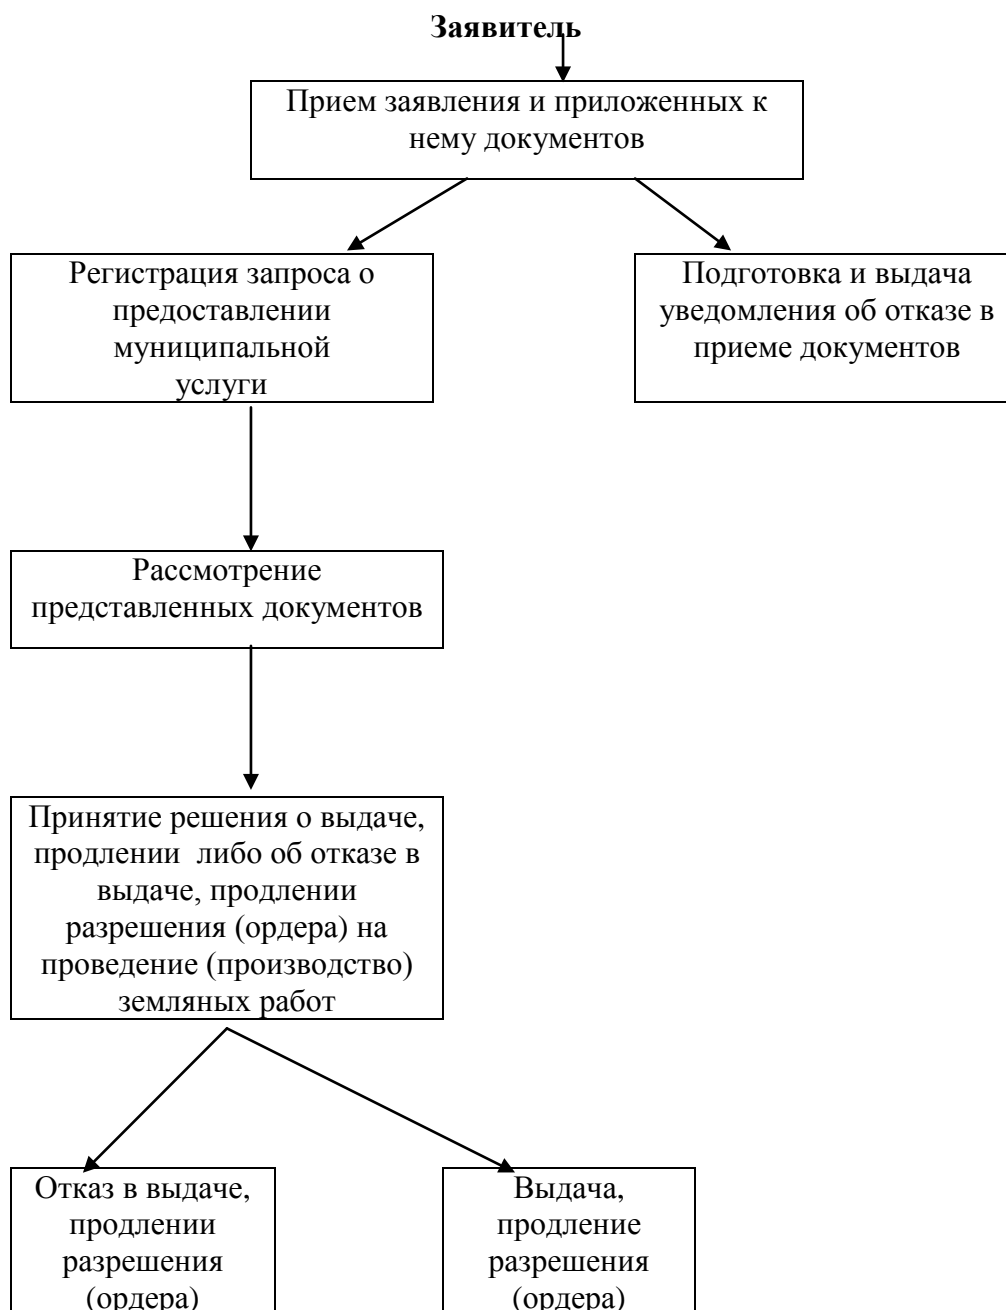 Заявитель
Прием заявления и приложенных к
нему документов
Регистрация запроса о
предоставлении
муниципальной
услуги
Подготовка и выдача
уведомления об отказе в
приеме документов
Рассмотрение
представленных документов
Принятие решения о выдаче,
продлении либо об отказе в
выдаче, продлении
разрешения (ордера) на
проведение (производство)
земляных работ
Отказ в выдаче,
продлении
разрешения
(ордера)
Выдача,
продление
разрешения
(ордера)